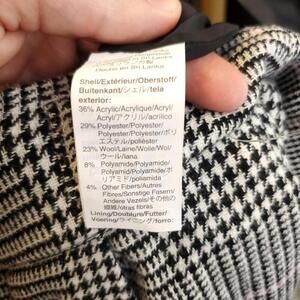 Hecho en Sri Lanka
Shell/Extérieur/Oberstoff/
Buitenkant/シェル/tela
exterior:
36% Acrylic/Acrylique/Acryl/
Acryl/アクリル/acrílico
29% Polyester/Polyester/
Polyester/Polyester/ポリ
エステル/poliéster
23% Wool/Laine/Wolle/Wol/
ウール/lana
8% Polyamide/Polyamide/
Polyamid/Polyamide/ポ
リアミド/poliamida
4% Other Fibers/Autres
Fibres/Sonstige Fasern/
Andere Vezels/その他の
繊維/otras fibras
Lining/Doublure/Futter/
Voering/ライニング/forro: